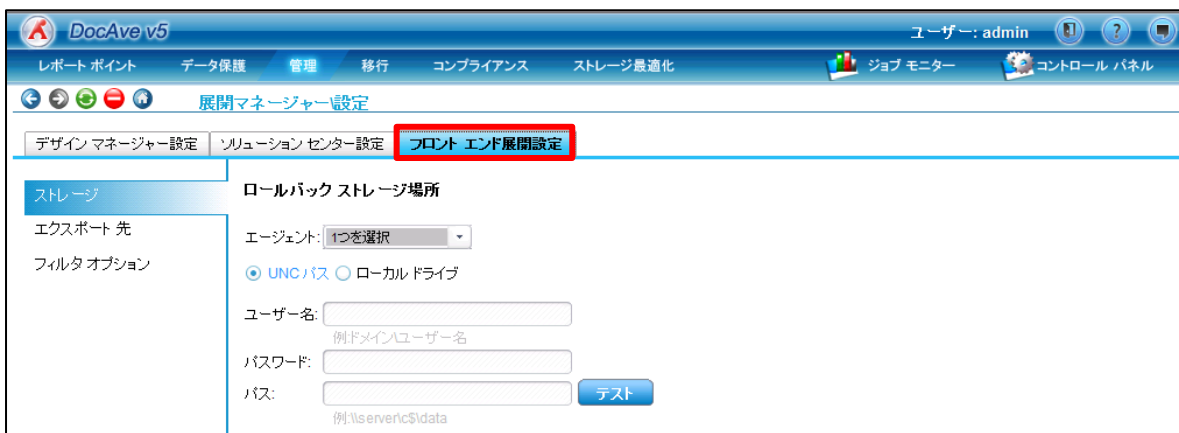 DocAve v5 ユーザー: admin
レポート ポイント データ保護 管理 移行 コンプライアンス ストレージ最適化 ジョブ モニター コントロール パネル
展開マネージャー\設定
デザイン マネージャー設定 ソリューション センター設定 フロント エンド展開設定
ストレージ
エクスポート 先
フィルタ オプション
ロールバック ストレージ場所
エージェント: 1つを選択
UNC パス ローカル ドライブ
ユーザー名:
例:ドメイン\ユーザー名
パスワード:
パス: テスト
例:\\server\c$\data